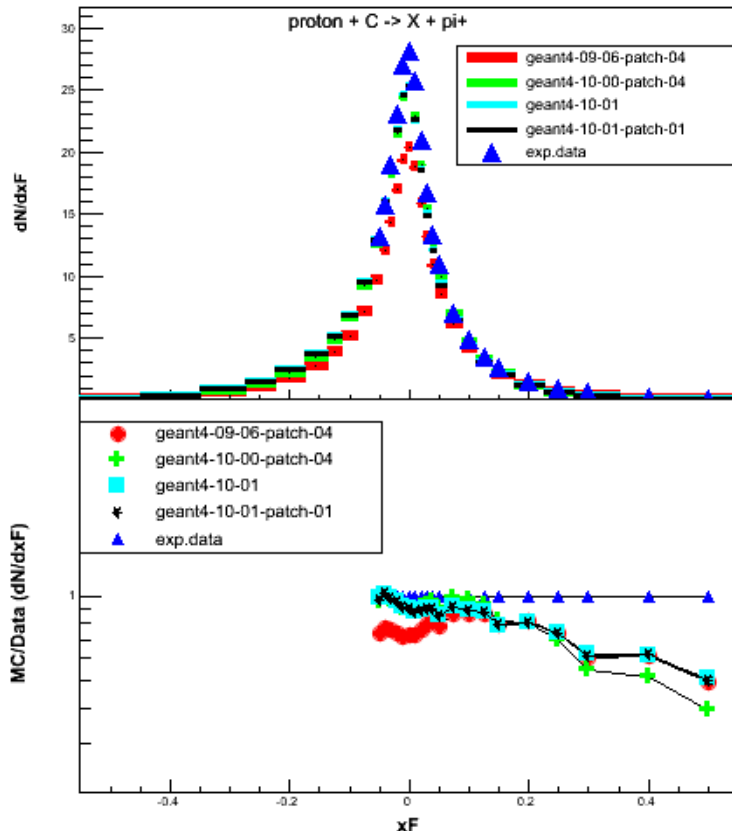 proton + C -> X + pi+
30
25
20
15
10
5
dN/dxF
geant4-09-06-patch-04
geant4-10-00-patch-04
geant4-10-01
geant4-10-01-patch-01
exp.data
geant4-09-06-patch-04
geant4-10-00-patch-04
geant4-10-01
geant4-10-01-patch-01
exp.data
MC/Data (dN/dxF)
1
-0.4 -0.2 0 0.2 0.4
xF